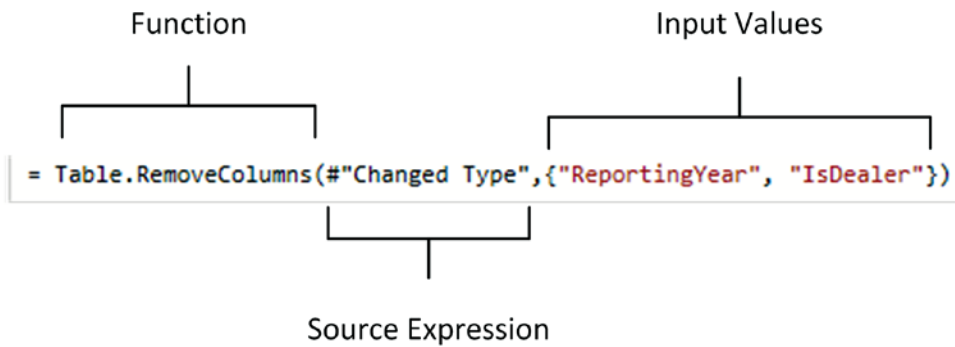 Function
Input Values
= Table.RemoveColumns(#"Changed Type",{"ReportingYear", "IsDealer"})
Source Expression